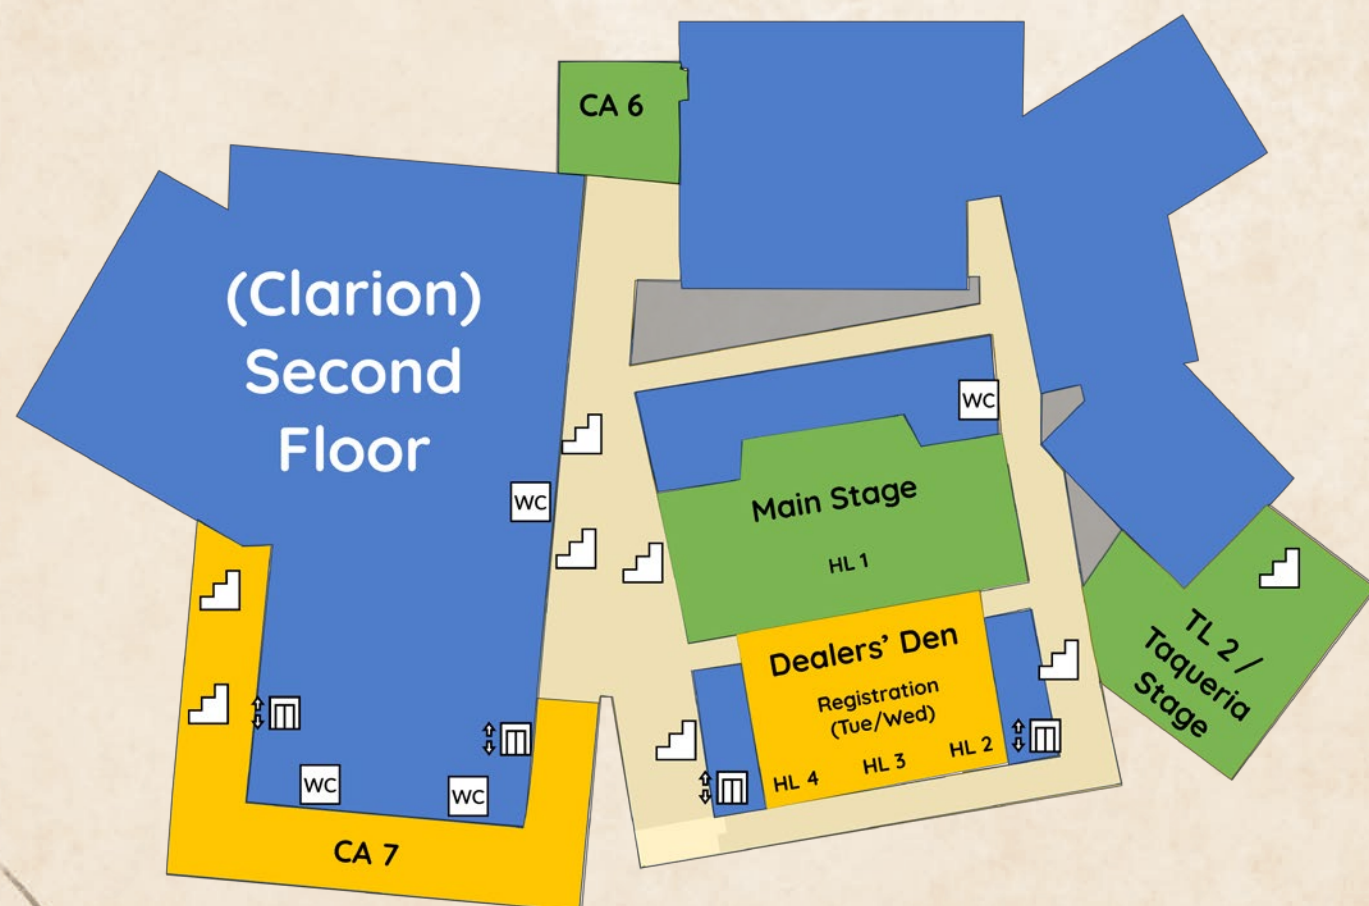 CA 6
(Clarion)
Second
Floor
WC
WC
Main Stage
HL 1
TL 2 /
Taqueria
Stage
Dealers' Den
Registration
(Tue/Wed)
HL 4
HL 3
HL 2
WC
WC
CA 7